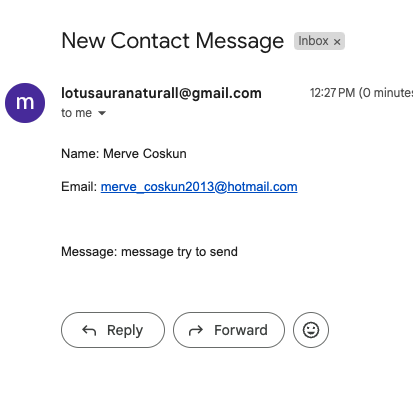 New Contact Message Inbox ×
m
lotusauranaturall@gmail.com 12:27 PM (0 minutes
to me
Name: Merve Coskun
Email: merve_coskun2013@hotmail.com
Message: message try to send
Reply Forward